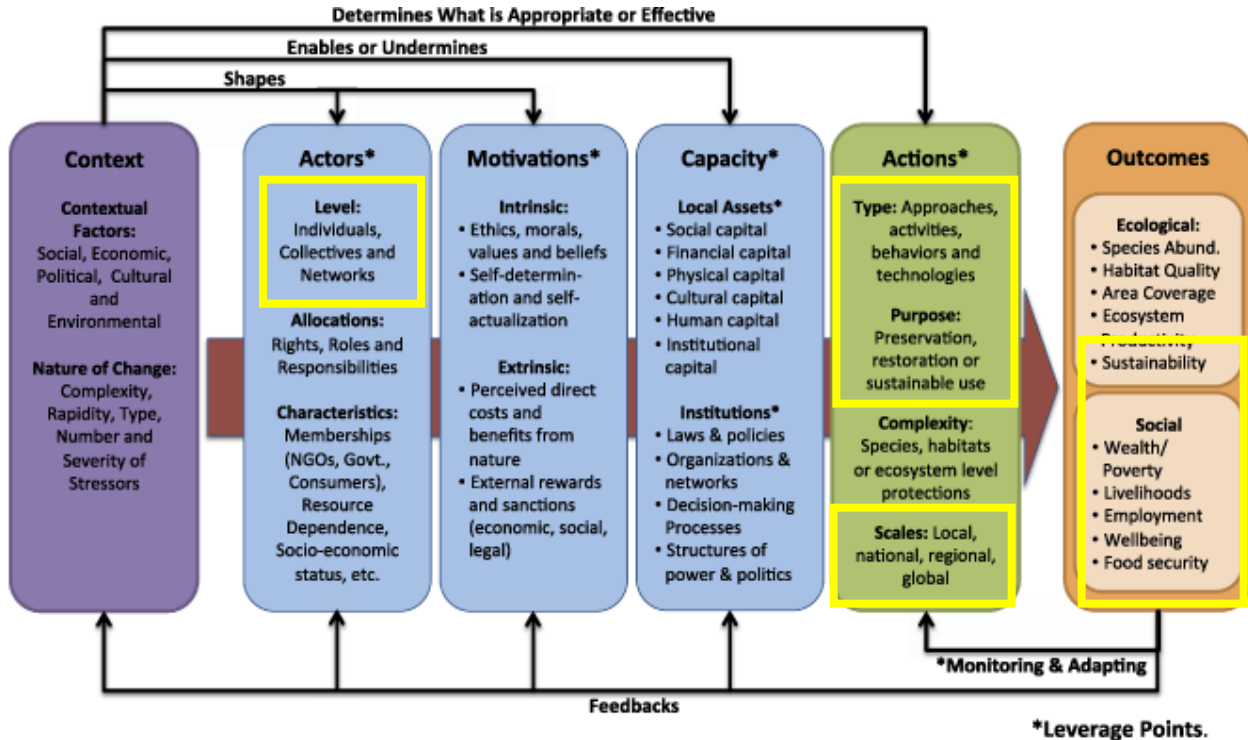 Determines What is Appropriate or Effective
Enables or Undermines
Shapes
Context
Contextual
Factors:
Social, Economic,
Political, Cultural
and
Environmental
Nature of Change:
Complexity,
Rapidity, Type,
Number and
Severity of
Stressors
Actors*
Level:
Individuals,
Collectives and
Networks
Allocations:
Rights, Roles and
Responsibilities
Characteristics:
Memberships
(NGOs, Govt.,
Consumers),
Resource
Dependence,
Socio-economic
status, etc.
Motivations*
Intrinsic:
• Ethics, morals,
values and beliefs
• Self-determin-
ation and self-
actualization
Extrinsic:
• Perceived direct
costs and
benefits from
nature
• External rewards
and sanctions
(economic, social,
legal)
Capacity*
Local Assets*
• Social capital
• Financial capital
• Physical capital
• Cultural capital
• Human capital
• Institutional
capital
Institutions*
• Laws & policies
• Organizations &
networks
• Decision-making
Processes
• Structures of
power & politics
Actions*
Type: Approaches,
activities,
behaviors and
technologies
Purpose:
Preservation,
restoration or
sustainable use
Complexity:
Species, habitats
or ecosystem level
protections
Scales: Local,
national, regional,
global
Outcomes
Ecological:
• Species Abund.
• Habitat Quality
• Area Coverage
• Ecosystem
Productivity
• Sustainability
Social
• Wealth/
Poverty
• Livelihoods
• Employment
• Wellbeing
• Food security
*Monitoring & Adapting
Feedbacks
*Leverage Points.